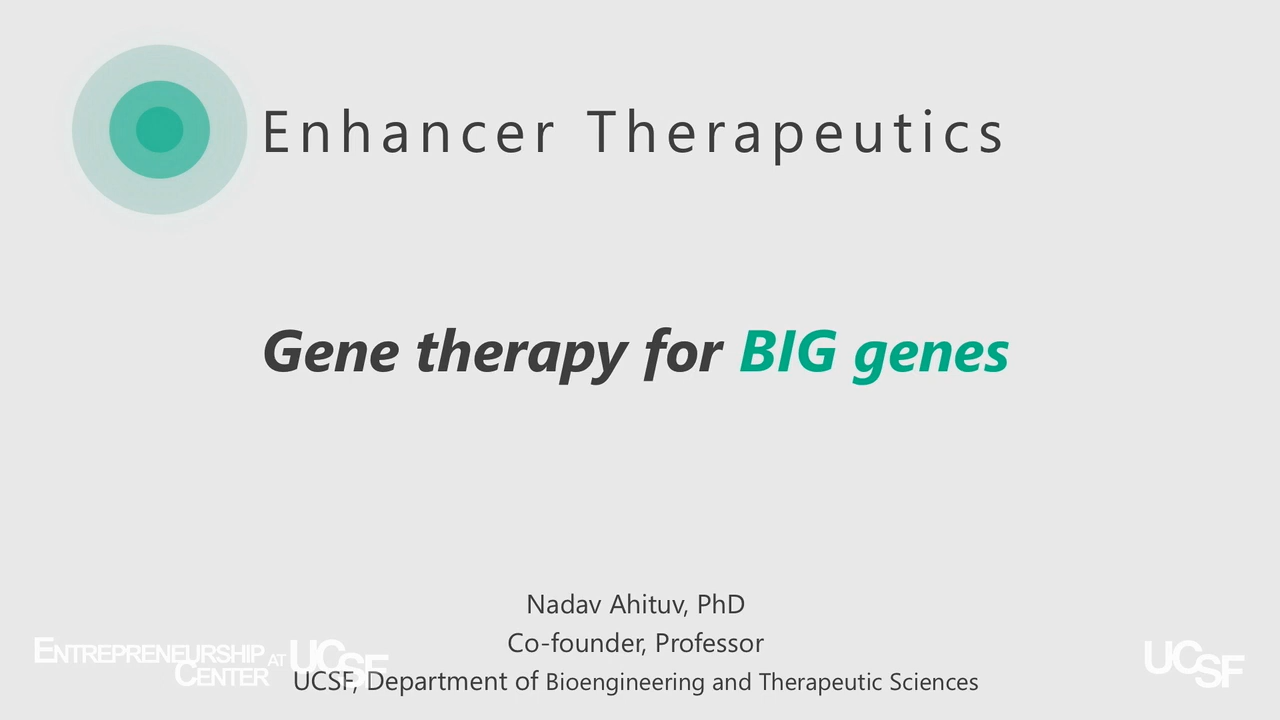 Enhancer Therapeutics
Gene therapy for BIG genes
Nadav Ahituv, PhD
Co-founder, Professor
UCSF, Department of Bioengineering and Therapeutic Sciences
ENTREPRENEURSHIP AT UCSF
CENTER
UCSF